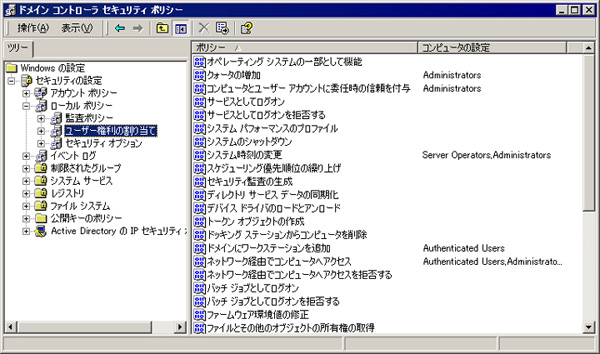 ドメイン コントローラ セキュリティ ポリシー
操作(A) 表示(V)
ツリー
Windows の設定
セキュリティの設定
アカウント ポリシー
ローカル ポリシー
監査ポリシー
ユーザー権利の割り当て
セキュリティ オプション
イベント ログ
制限されたグループ
システム サービス
レジストリ
ファイル システム
公開キーのポリシー
Active Directory の IP セキュリティ
ポリシー コンピュータの設定
オペレーティング システムの一部として機能
クォータの増加 Administrators
コンピュータとユーザー アカウントに委任時の信頼を付与 Administrators
サービスとしてログオン
サービスとしてログオンを拒否する
システム パフォーマンスのプロファイル
システムのシャットダウン
システム時刻の変更 Server Operators,Administrators
スケジューリング優先順位の繰り上げ
セキュリティ監査の生成
ディレクトリ サービス データの同期化
デバイス ドライバのロードとアンロード
トークン オブジェクトの作成
ドッキング ステーションからコンピュータを削除
ドメインにワークステーションを追加 Authenticated Users
ネットワーク経由でコンピュータへアクセス Authenticated Users,Administrato...
ネットワーク経由でコンピュータへアクセスを拒否する
バッチ ジョブとしてログオン
バッチ ジョブとしてログオンを拒否する
ファームウェア環境値の修正
ファイルとその他のオブジェクトの所有権の取得